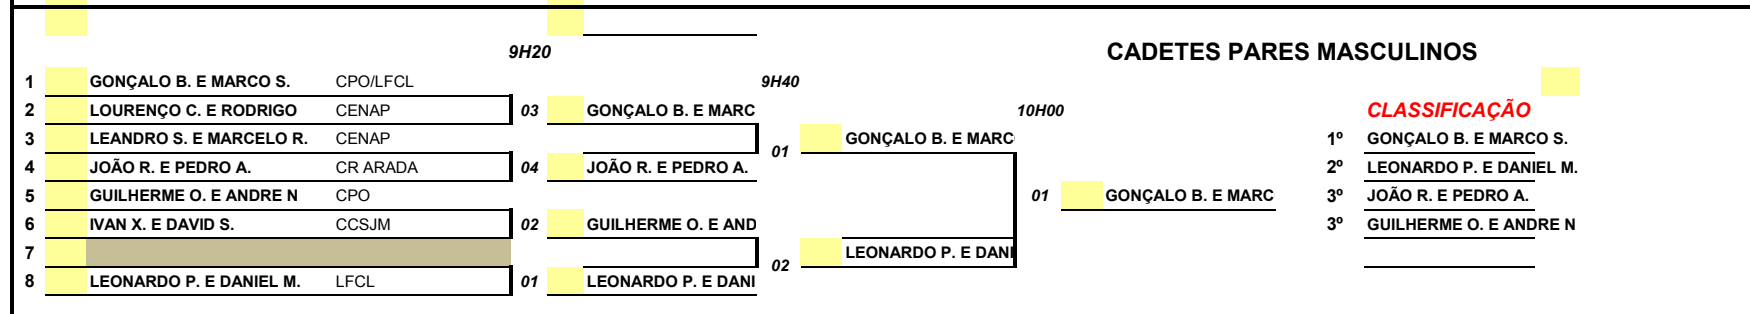 9H20
CADETES PARES MASCULINOS
1 GONÇALO B. E MARCO S. CPO/LFCL 9H40
2 LOURENÇO C. E RODRIGO CENAP 03 GONÇALO B. E MARC 10H00 CLASSIFICAÇÃO
3 LEANDRO S. E MARCELO R. CENAP GONÇALO B. E MARC 1º GONÇALO B. E MARCO S.
01
4 JOÃO R. E PEDRO A. CR ARADA 04 JOÃO R. E PEDRO A. 2º LEONARDO P. E DANIEL M.
5 GUILHERME O. E ANDRE N CPO 01 GONÇALO B. E MARC 3º JOÃO R. E PEDRO A.
6 IVAN X. E DAVID S. CCSJM 02 GUILHERME O. E AND 3º GUILHERME O. E ANDRE N
7 LEONARDO P. E DANI
02
8 LEONARDO P. E DANIEL M. LFCL 01 LEONARDO P. E DANI